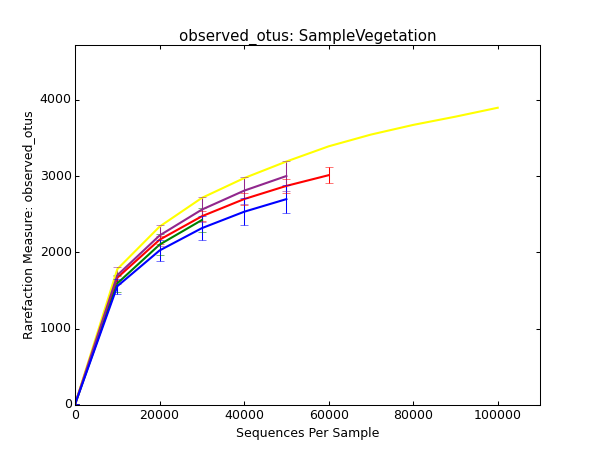 observed_otus: SampleVegetation
Rarefaction Measure: observed_otus
4000
3000
2000
1000
0
0 20000 40000 60000 80000 100000
Sequences Per Sample